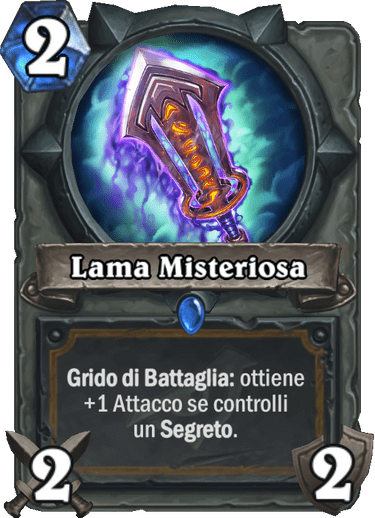 2
Lama Misteriosa
Grido di Battaglia: ottiene
+1 Attacco se controlli
un Segreto.
2
2